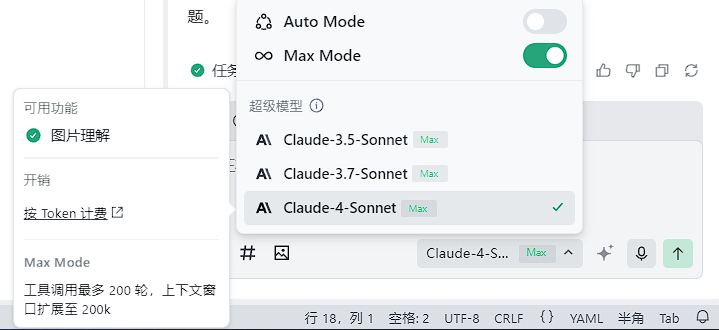 题。
Auto Mode
Max Mode
任务
超级模型
Claude-3.5-Sonnet Max
Claude-3.7-Sonnet Max
Claude-4-Sonnet Max
可用功能
图片理解
开销
按 Token 计费
Max Mode
工具调用最多 200 轮，上下文窗
口扩展至 200k
Claude-4-S... Max
行 18，列 1 空格: 2 UTF-8 CRLF {} YAML 半角 Tab